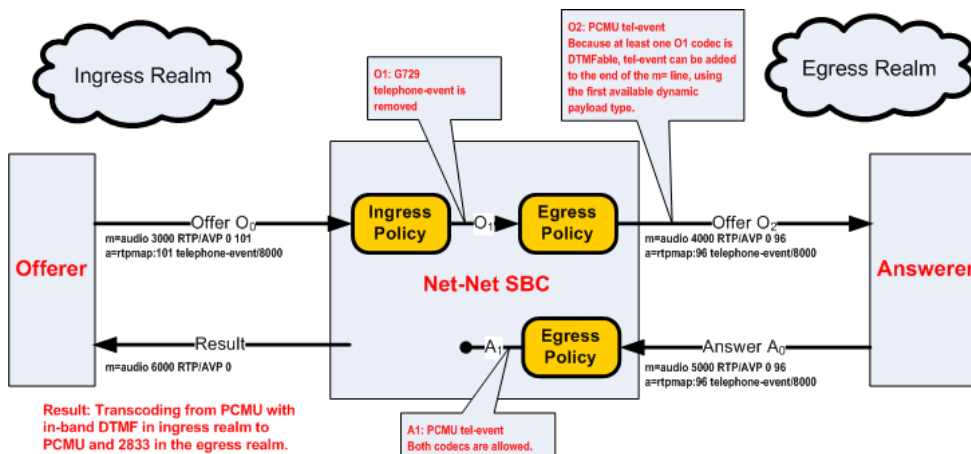 Ingress Realm
Egress Realm
O1: G729
telephone-event is
removed
O2: PCMU tel-event
Because at least one O1 codec is
DTMFable, tel-event can be added
to the end of the m= line, using
the first available dynamic
payload type.
Offerer
Offer O₀
m=audio 3000 RTP/AVP 0 101
a=rtpmap:101 telephone-event/8000
Ingress
Policy
O₁
Egress
Policy
Offer O₂
m=audio 4000 RTP/AVP 0 96
a=rtpmap:96 telephone-event/8000
Answerer
Net-Net SBC
Result
m=audio 6000 RTP/AVP 0
A₁
Egress
Policy
Answer A₀
m=audio 5000 RTP/AVP 0 96
a=rtpmap:96 telephone-event/8000
Result: Transcoding from PCMU with
in-band DTMF in ingress realm to
PCMU and 2833 in the egress realm.
A1: PCMU tel-event
Both codecs are allowed.